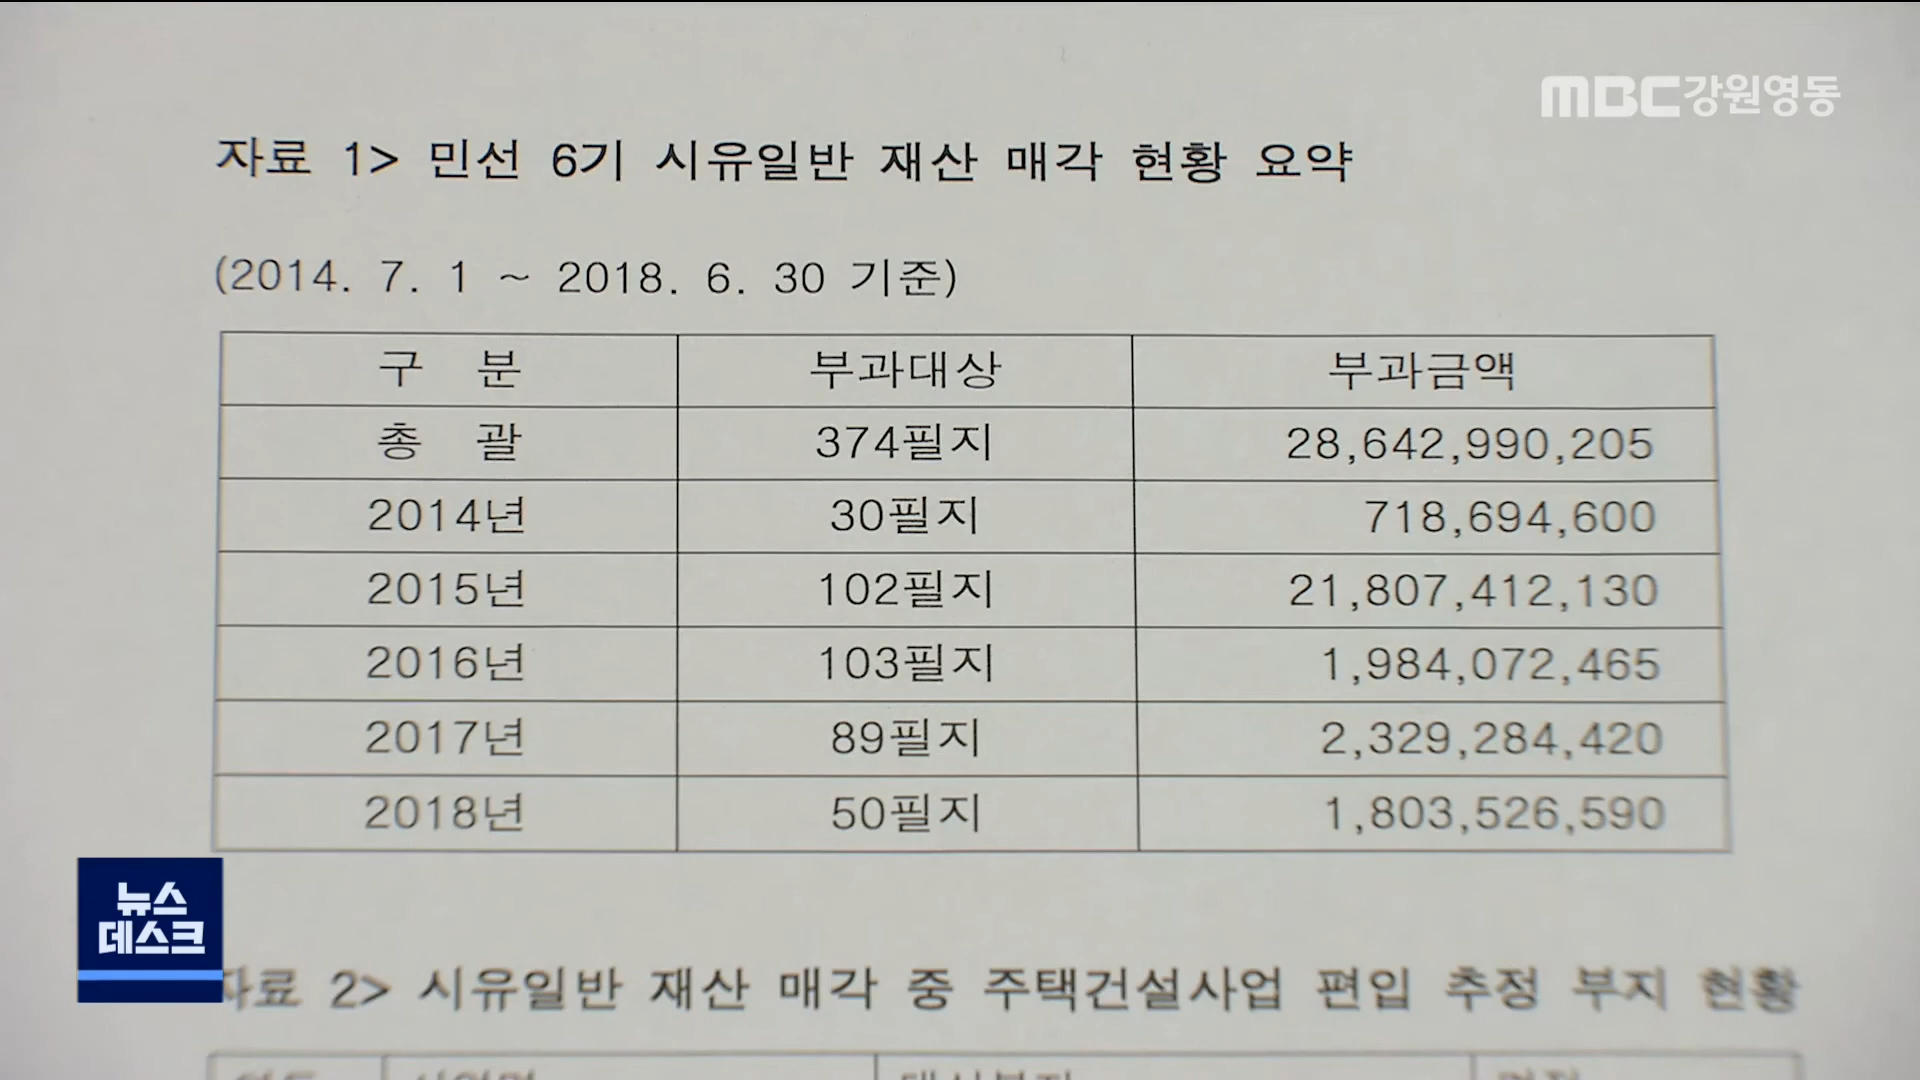 MBC강원영동
자료 1> 민선 6기 시유일반 재산 매각 현황 요약
(2014. 7. 1 ~ 2018. 6. 30 기준)
구 분 부과대상 부과금액
총 괄 374필지 28,642,990,205
2014년 30필지 718,694,600
2015년 102필지 21,807,412,130
2016년 103필지 1,984,072,465
2017년 89필지 2,329,284,420
2018년 50필지 1,803,526,590
뉴스
데스크
자료 2> 시유일반 재산 매각 중 주택건설사업 편입 추정 부지 현황